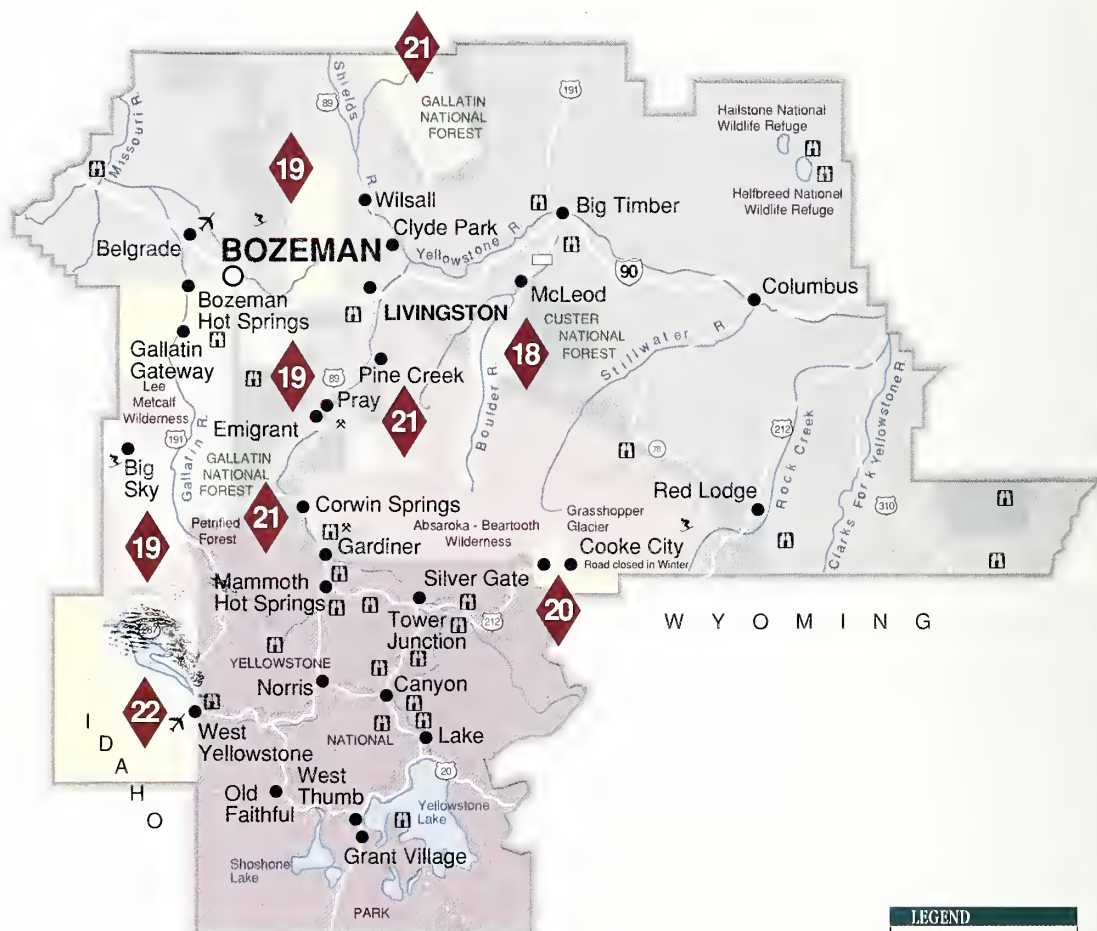 21
Missouri R.
89
Shields
R.
GALLATIN
NATIONAL
FOREST
191
Hailstone National
Wildlife Refuge
Halfbreed National
Wildlife Refuge
19
Wilsall
Clyde Park
Big Timber
Belgrade
BOZEMAN
Yellowstone R.
90
Columbus
Bozeman
Hot Springs
LIVINGSTON
McLeod
CUSTER
NATIONAL
FOREST
18
Stillwater R.
Gallatin
Gateway
Lee
Metcalf
Wilderness
19
89
Pine Creek
Pray
Emigrant
21
Boulder R.
Rock Creek
212
Clarks Fork Yellowstone R.
310
191
Gallatin R.
Big
Sky
GALLATIN
NATIONAL
FOREST
21
78
Red Lodge
Corwin Springs
Petrified
Forest
Absaroka - Beartooth
Wilderness
Grasshopper
Glacier
19
Gardiner
Cooke City
Road closed in Winter
Mammoth
Hot Springs
Silver Gate
20
WYOMING
Tower
Junction
212
287
YELLOWSTONE
Norris
Canyon
22
West
Yellowstone
NATIONAL
Lake
IDAHO
20
Old
Faithful
West
Thumb
Yellowstone
Lake
Grant Village
Shoshone
Lake
PARK
LEGEND